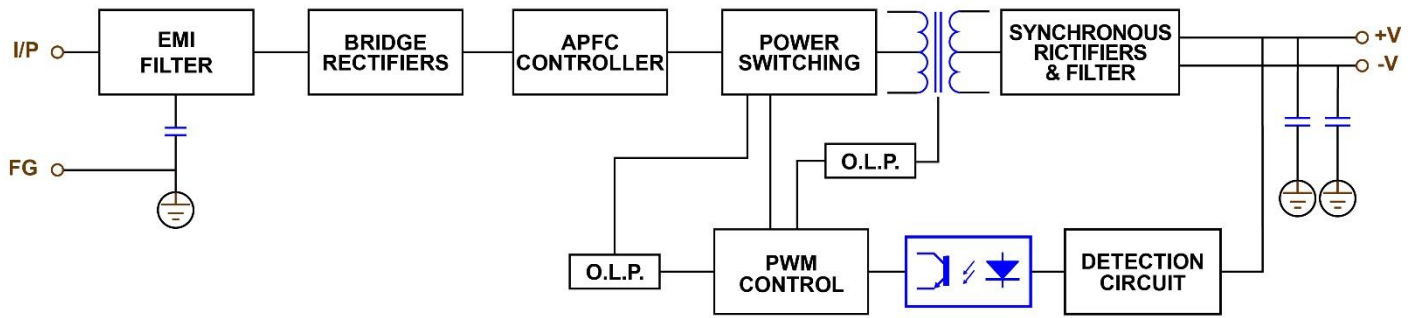 I/P
EMI
FILTER
BRIDGE
RECTIFIERS
APFC
CONTROLLER
POWER
SWITCHING
SYNCHRONOUS
RICTIFIERS
& FILTER
+V
-V
FG
O.L.P.
O.L.P.
PWM
CONTROL
DETECTION
CIRCUIT